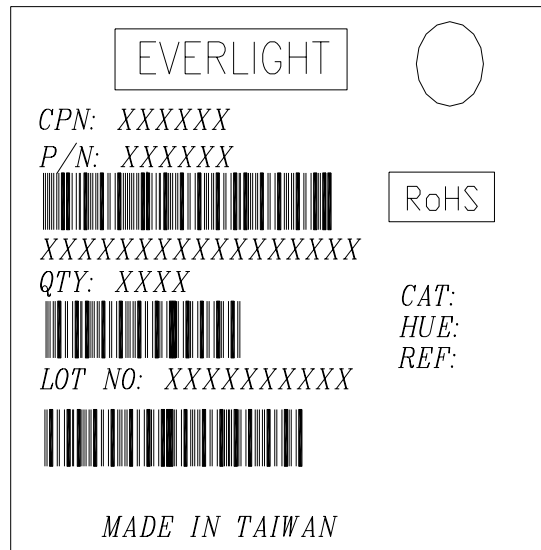 EVERLIGHT
CPN: XXXXXX
P/N: XXXXXX
RoHS
XXXXXXXXXXXXXXXXX
QTY: XXXX
CAT:
HUE:
REF:
LOT NO: XXXXXXXXXX
MADE IN TAIWAN